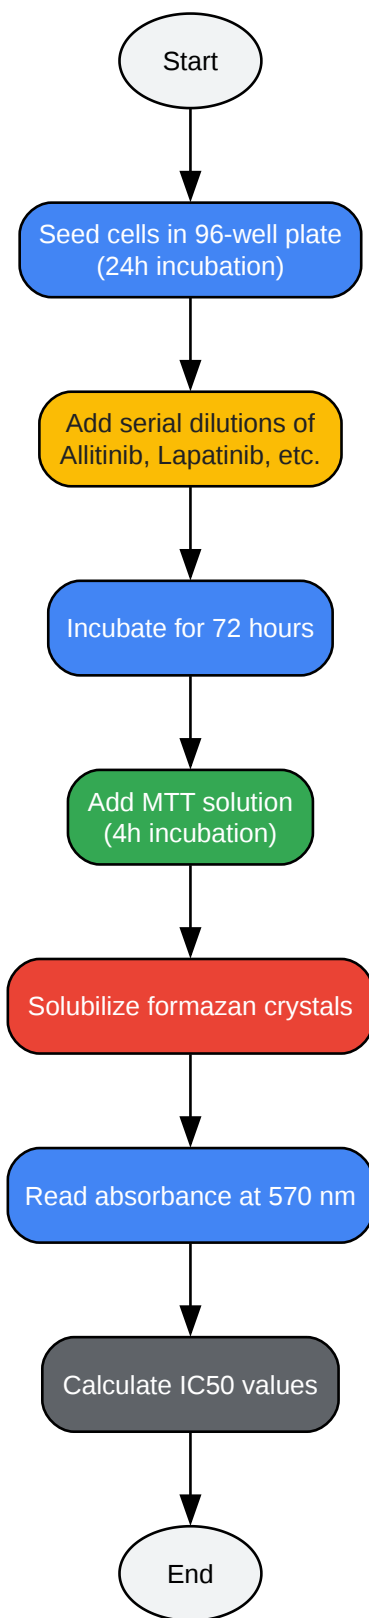 Start
Seed cells in 96-well plate
(24h incubation)
Add serial dilutions of
Allitinib, Lapatinib, etc.
Incubate for 72 hours
Add MTT solution
(4h incubation)
Solubilize formazan crystals
Read absorbance at 570 nm
Calculate IC50 values
End